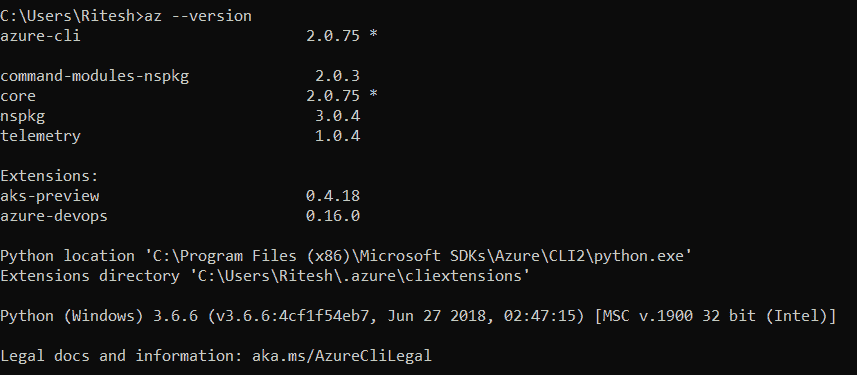 C:\Users\Ritesh>az --version
azure-cli                         2.0.75 *
command-modules-nspkg              2.0.3
core                              2.0.75 *
nspkg                              3.0.4
telemetry                          1.0.4
Extensions:
aks-preview                       0.4.18
azure-devops                      0.16.0
Python location 'C:\Program Files (x86)\Microsoft SDKs\Azure\CLI2\python.exe'
Extensions directory 'C:\Users\Ritesh\.azure\cliextensions'
Python (Windows) 3.6.6 (v3.6.6:4cf1f54eb7, Jun 27 2018, 02:47:15) [MSC v.1900 32 bit (Intel)]
Legal docs and information: aka.ms/AzureCliLegal